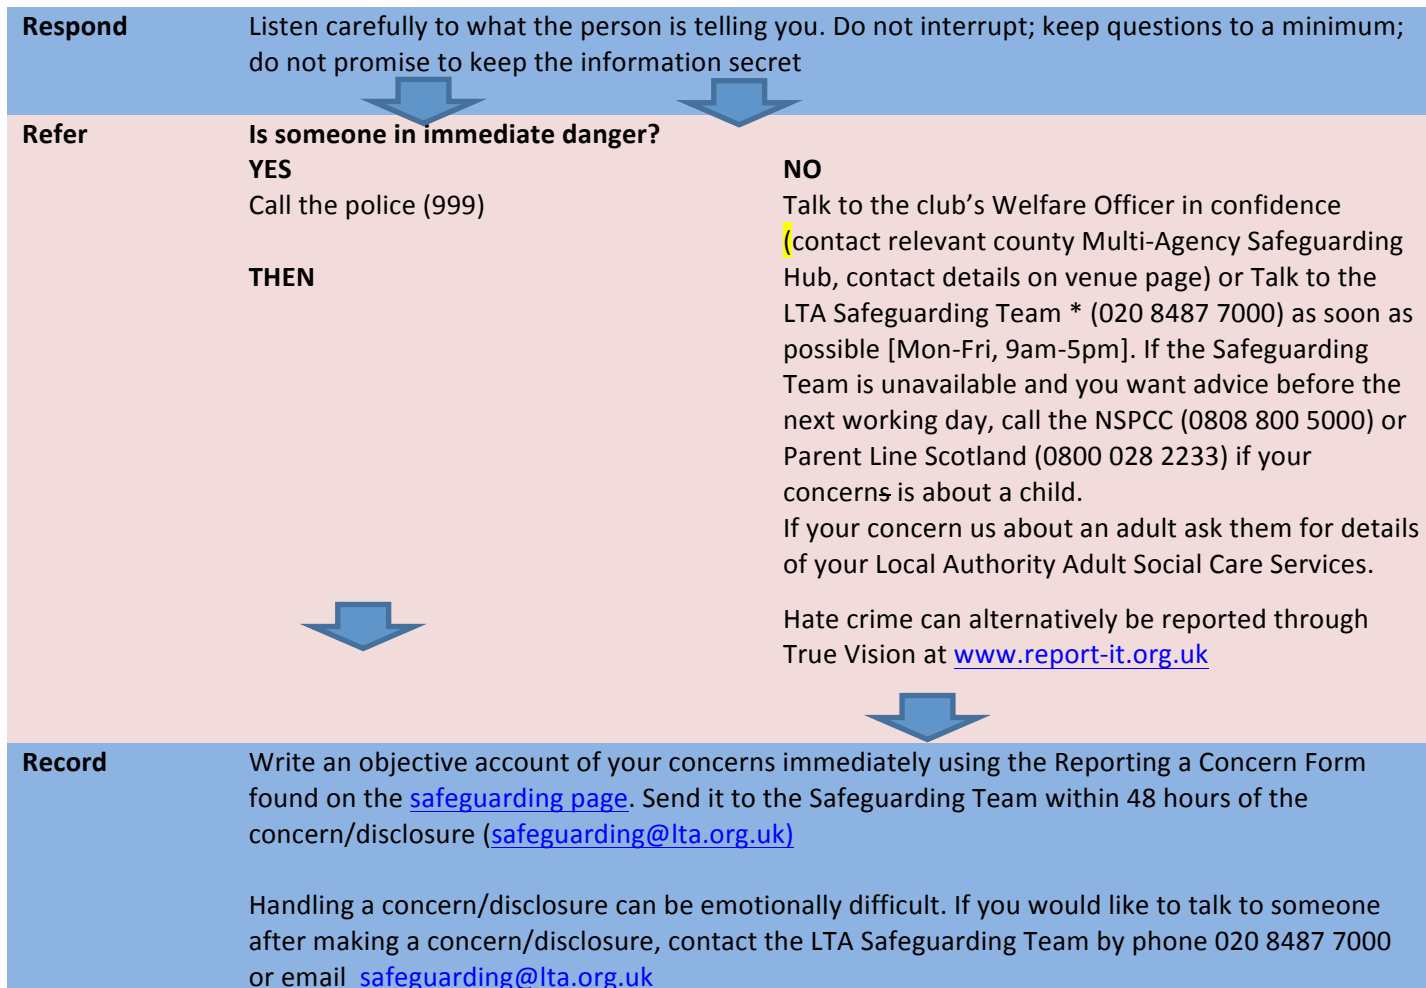 Respond
Listen carefully to what the person is telling you. Do not interrupt; keep questions to a minimum;
do not promise to keep the information secret
Refer
Is someone in immediate danger?
YES
Call the police (999)
THEN
NO
Talk to the club’s Welfare Officer in confidence
(contact relevant county Multi-Agency Safeguarding
Hub, contact details on venue page) or Talk to the
LTA Safeguarding Team * (020 8487 7000) as soon as
possible [Mon-Fri, 9am-5pm]. If the Safeguarding
Team is unavailable and you want advice before the
next working day, call the NSPCC (0808 800 5000) or
Parent Line Scotland (0800 028 2233) if your
concerns is about a child.
If your concern us about an adult ask them for details
of your Local Authority Adult Social Care Services.
Hate crime can alternatively be reported through
True Vision at www.report-it.org.uk
Record
Write an objective account of your concerns immediately using the Reporting a Concern Form
found on the safeguarding page. Send it to the Safeguarding Team within 48 hours of the
concern/disclosure (safeguarding@lta.org.uk)
Handling a concern/disclosure can be emotionally difficult. If you would like to talk to someone
after making a concern/disclosure, contact the LTA Safeguarding Team by phone 020 8487 7000
or email safeguarding@lta.org.uk